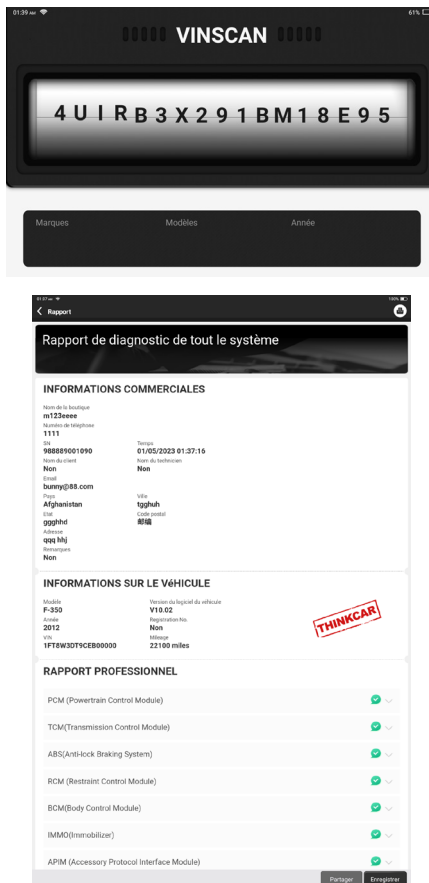 01:39 AM 61%
VINSCAN
4UIRB3X291BM18E95
Marques Modèles Année
01:37 AM 100%
Rapport
Rapport de diagnostic de tout le système
INFORMATIONS COMMERCIALES
Nom de la boutique
m123eeee
Numéro de téléphone
1111
SN Temps
988889001090 01/05/2023 01:37:16
Nom du client Nom du technicien
Non Non
Email
bunny@88.com
Pays Ville
Afghanistan tgghuh
Etat Code postal
ggghhd 邮编
Adresse
qqq hhj
Remarques
Non
INFORMATIONS SUR LE VéHICULE
Modèle Version du logiciel du véhicule
F-350 V10.02
Année Registration No.
2012 Non
VIN Mileage
1FT8W3DT9CEB00000 22100 miles
THINKCAR
RAPPORT PROFESSIONNEL
PCM (Powertrain Control Module)
TCM(Transmission Control Module)
ABS(Anti-lock Braking System)
RCM (Restraint Control Module)
BCM(Body Control Module)
IMMO(Immobilizer)
APIM (Accessory Protocol Interface Module)
Partager Enregistrer